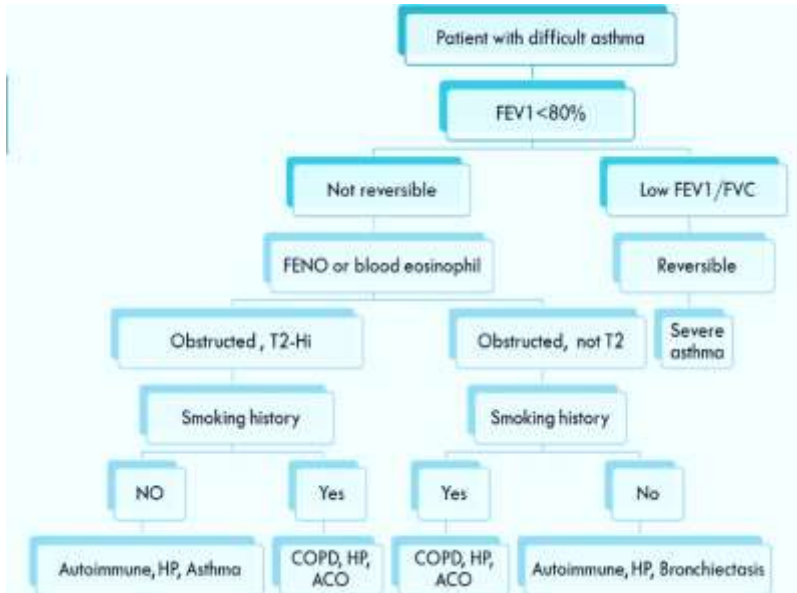 Patient with difficult asthma
FEV1<80%
Not reversible
Low FEV1/FVC
FENO or blood eosinophil
Reversible
Obstructed , T2-Hi
Obstructed, not T2
Severe
asthma
Smoking history
Smoking history
NO
Yes
Yes
No
Autoimmune, HP, Asthma
COPD, HP,
ACO
COPD, HP,
ACO
Autoimmune, HP, Bronchiectasis